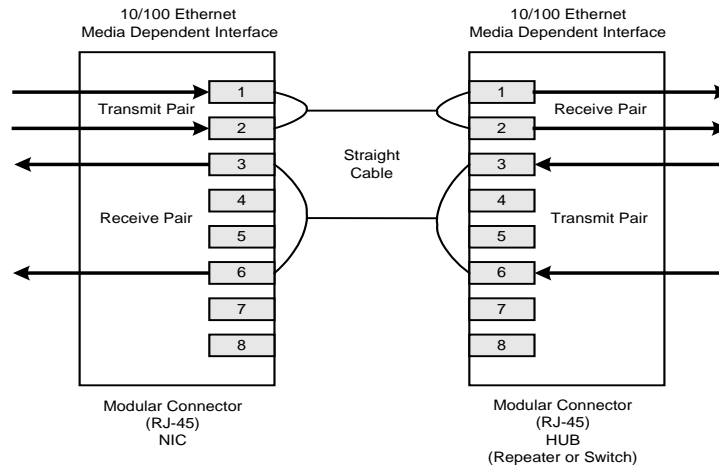 10/100 Ethernet
Media Dependent Interface
10/100 Ethernet
Media Dependent Interface
1
Transmit Pair
2
3
4
Receive Pair
5
6
7
8
Straight
Cable
1
Receive Pair
2
3
4
Transmit Pair
5
6
7
8
Modular Connector
(RJ-45)
NIC
Modular Connector
(RJ-45)
HUB
(Repeater or Switch)